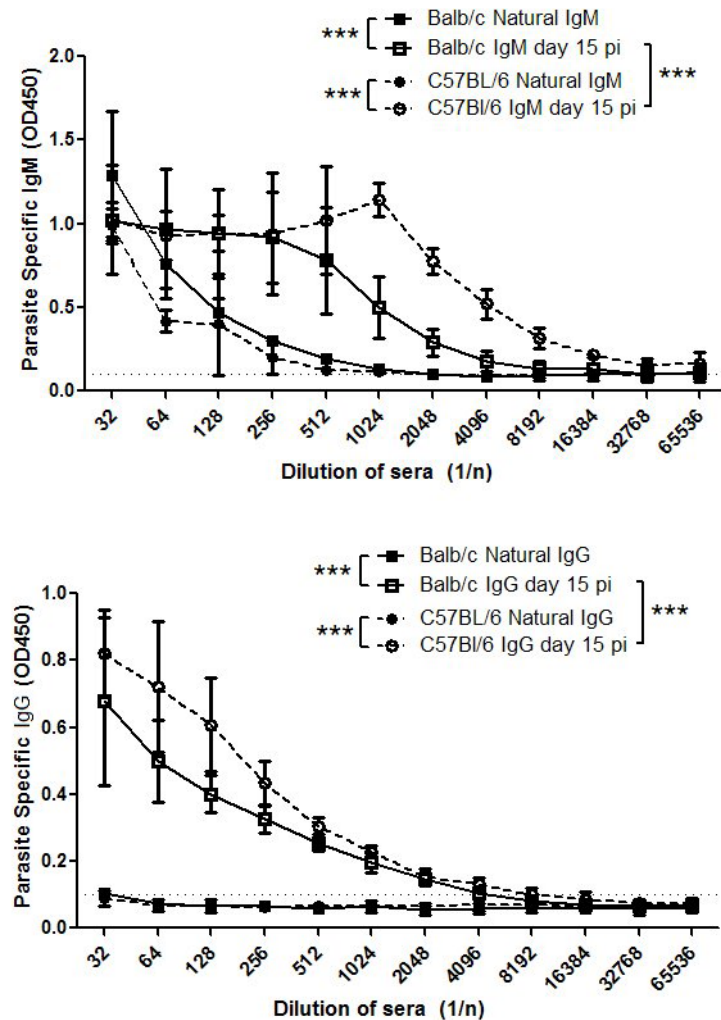 Balb/c Natural IgM
*** Balb/c IgM day 15 pi
C57BL/6 Natural IgM ***
*** C57Bl/6 IgM day 15 pi
Parasite Specific IgM (OD450)
2.0
1.5
1.0
0.5
0.0
32 64 128 256 512 1024 2048 4096 8192 16384 32768 65536
Dilution of sera (1/n)
Balb/c Natural IgG
*** Balb/c IgG day 15 pi
C57BL/6 Natural IgG ***
*** C57Bl/6 IgG day 15 pi
Parasite Specific IgG (OD450)
1.0
0.8
0.6
0.4
0.2
0.0
32 64 128 256 512 1024 2048 4096 8192 16384 32768 65536
Dilution of sera (1/n)